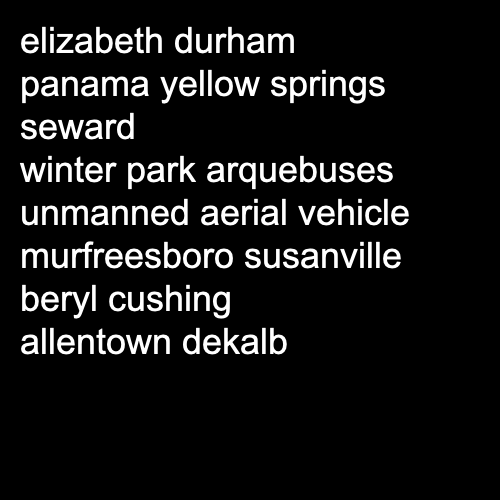 elizabeth durham
panama yellow springs
seward
winter park arquebuses
unmanned aerial vehicle
murfreesboro susanville
beryl cushing
allentown dekalb